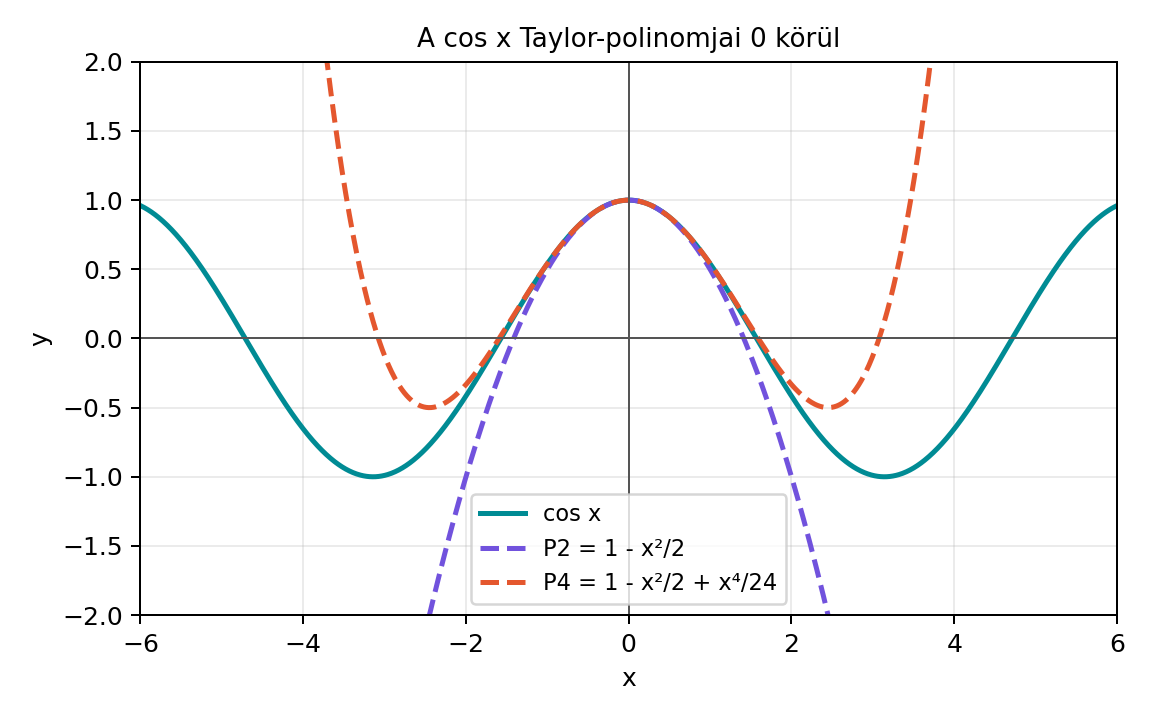 A cos x Taylor-polinomjai 0 körül
2.0
1.5
1.0
0.5
0.0
−0.5
−1.0
−1.5
−2.0
y
cos x
P2 = 1 - x²/2
P4 = 1 - x²/2 + x⁴/24
−6
−4
−2
0
2
4
6
x